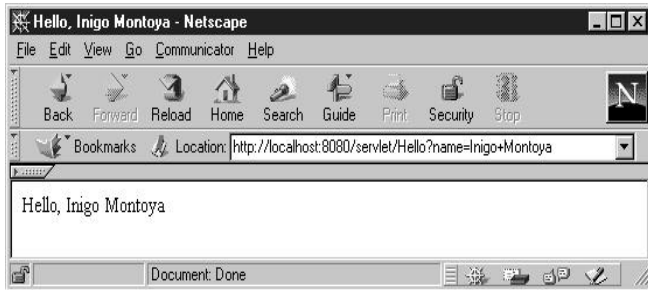 Hello, Inigo Montoya - Netscape
File Edit View Go Communicator Help
Back Forward Reload Home Search Guide Print Security Stop
N
Bookmarks Location: http://localhost:8080/servlet/Hello?name=Inigo+Montoya
Hello, Inigo Montoya
Document: Done